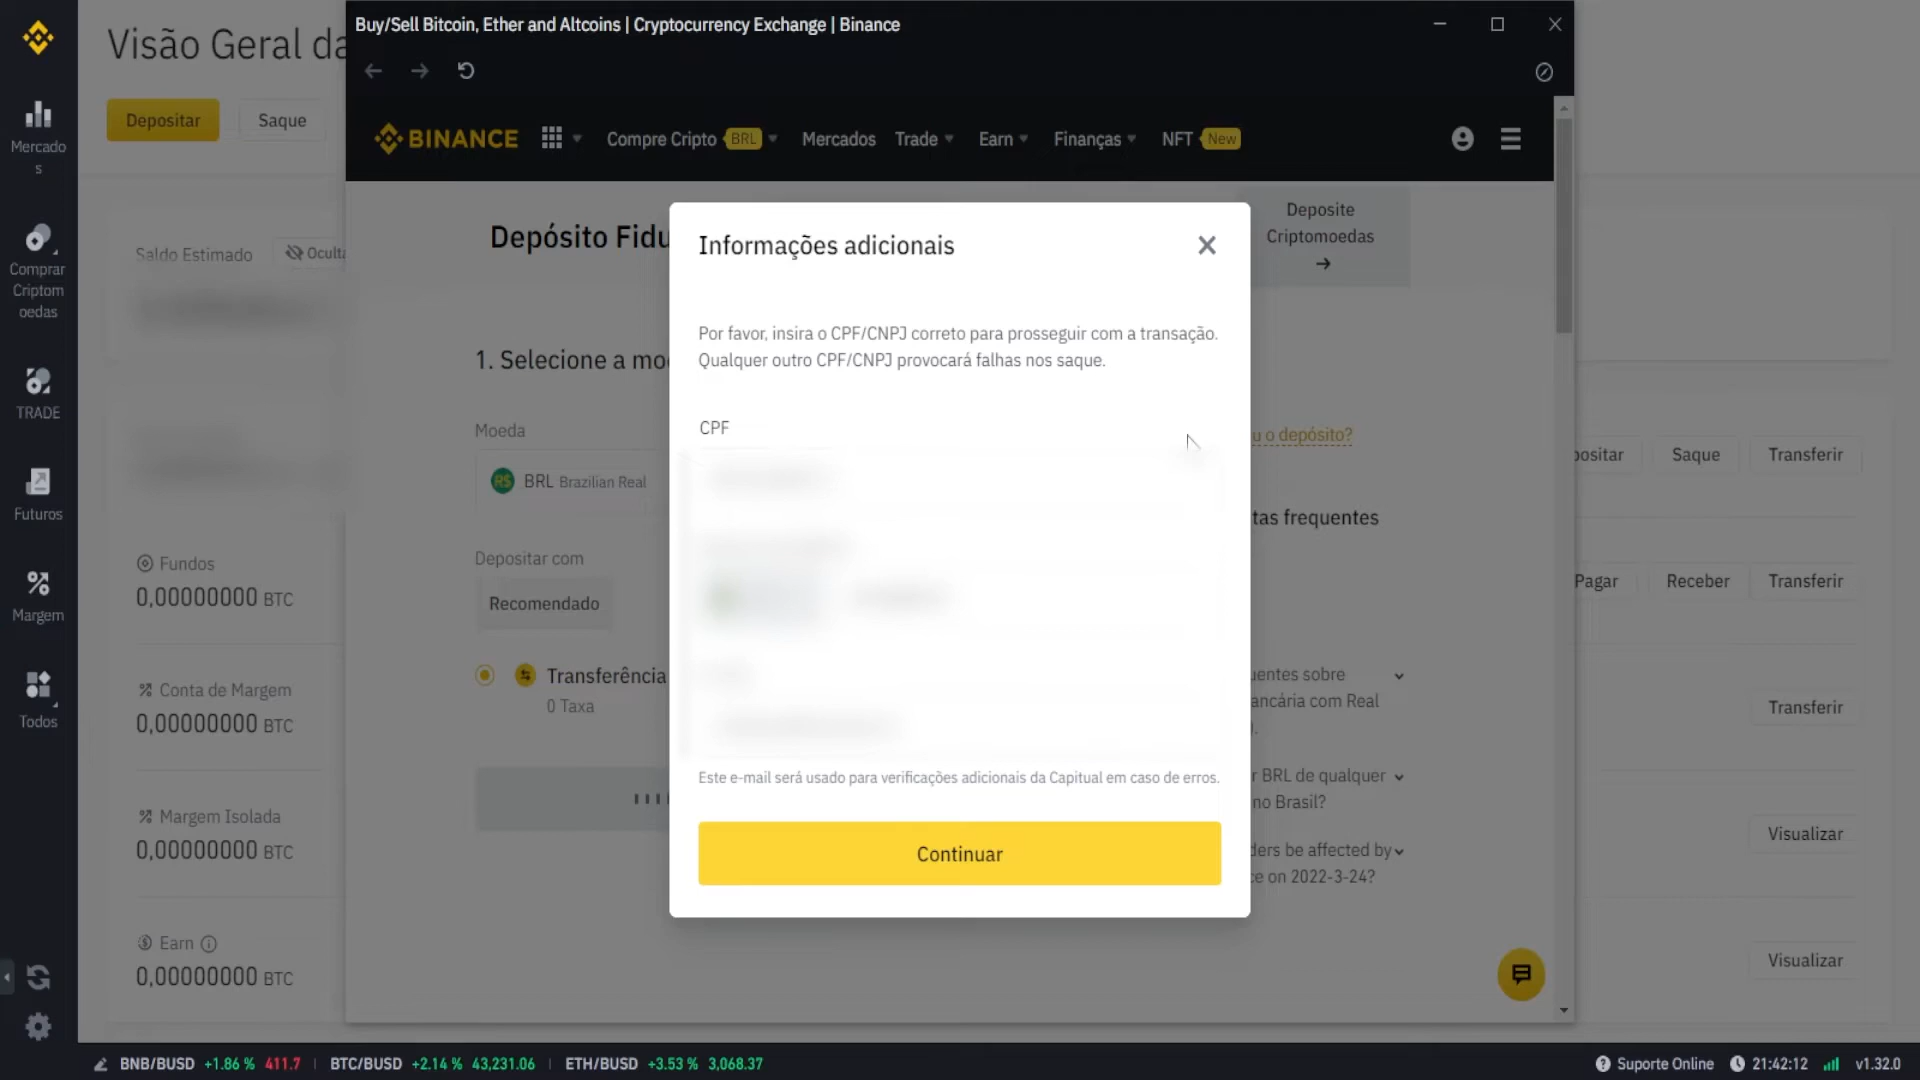 Buy/Sell Bitcoin, Ether and Altcoins | Cryptocurrency Exchange | Binance
Visão Geral da
Depositar
Saque
BINANCE
Compre Cripto BRL
Mercados
Trade
Earn
Finanças
NFT New
Mercado
s
Comprar
Criptom
oedas
TRADE
Futuros
Margem
Todos
Saldo Estimado
Oculta
Fundos
0,00000000 BTC
Conta de Margem
0,00000000 BTC
Margem Isolada
0,00000000 BTC
Earn
0,00000000 BTC
Depósito Fidu
Deposite
Criptomoedas
1. Selecione a mo
Moeda
R$ BRL Brazilian Real
Depositar com
Recomendado
Transferência
0 Taxa
Informações adicionais
Por favor, insira o CPF/CNPJ correto para prosseguir com a transação.
Qualquer outro CPF/CNPJ provocará falhas nos saque.
CPF
Este e-mail será usado para verificações adicionais da Capitual em caso de erros.
Continuar
u o depósito?
tas frequentes
uentes sobre
ancária com Real
).
r BRL de qualquer
no Brasil?
ders be affected by
ce on 2022-3-24?
positar
Saque
Transferir
Pagar
Receber
Transferir
Transferir
Visualizar
Visualizar
BNB/BUSD +1.86 % 411.7
BTC/BUSD +2.14 % 43,231.06
ETH/BUSD +3.53 % 3,068.37
Suporte Online
21:42:12
v1.32.0